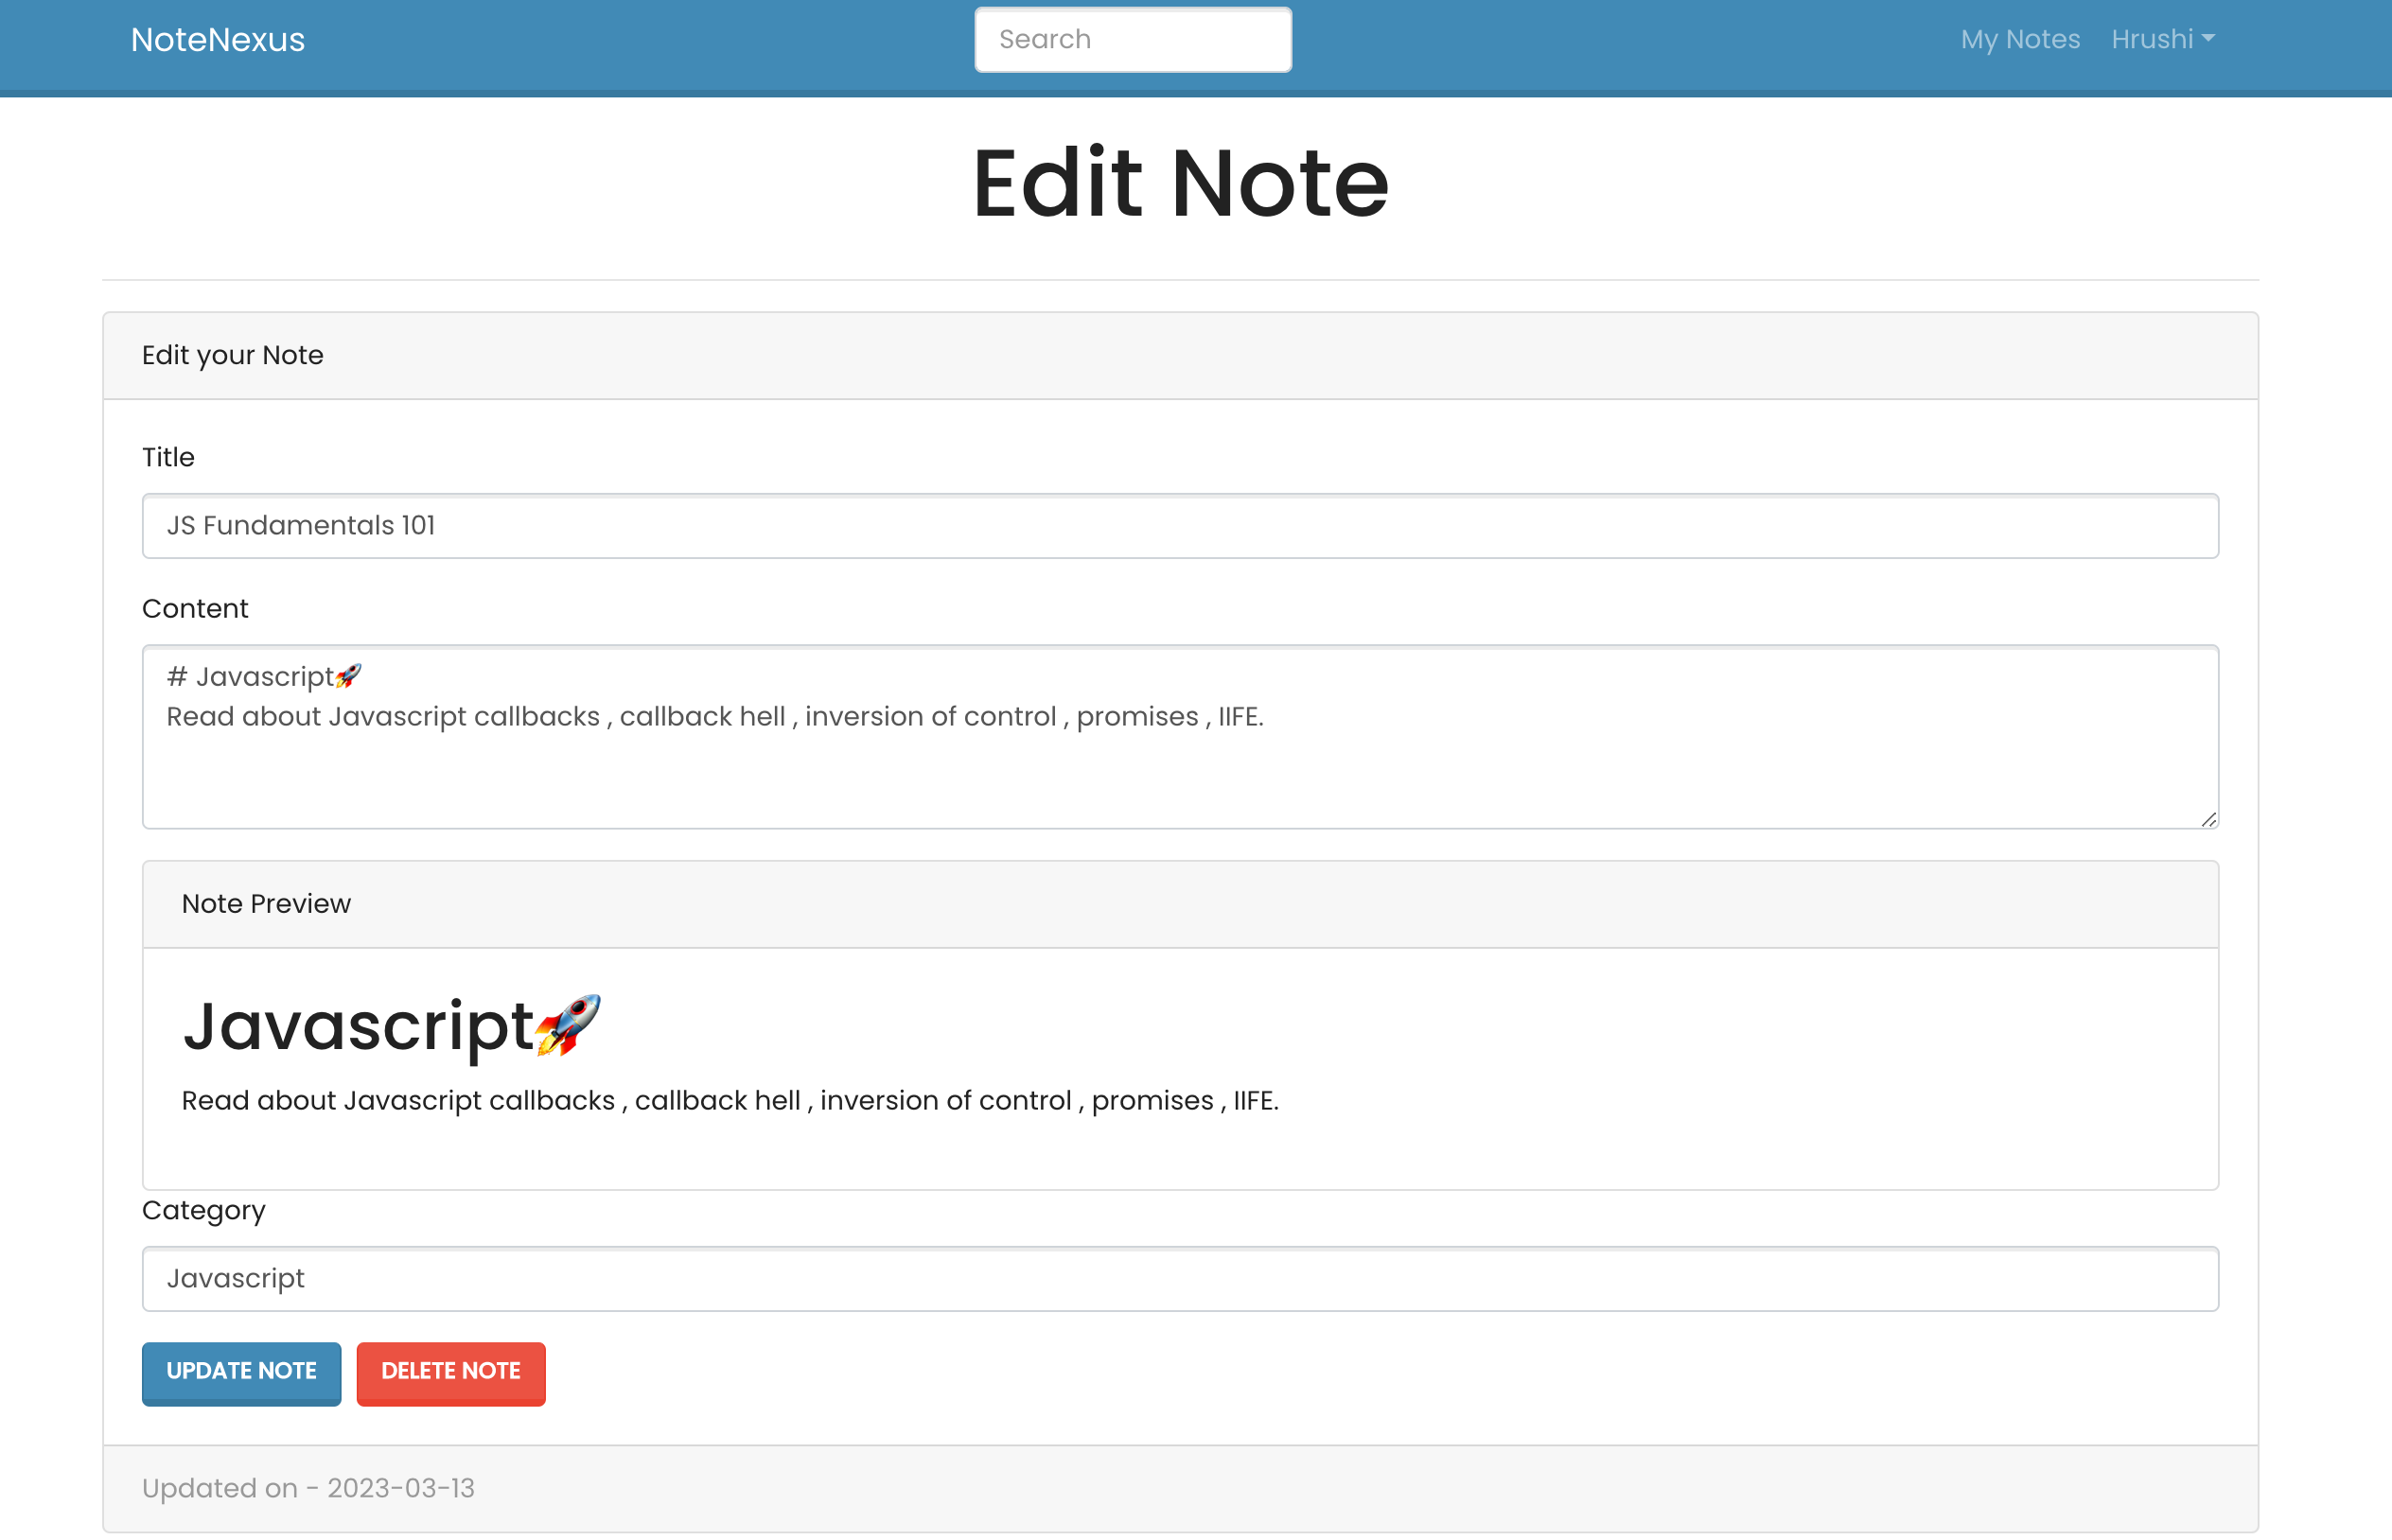 NoteNexus
Search
My Notes
Hrushi
Edit Note
Edit your Note
Title
JS Fundamentals 101
Content
# Javascript🚀
Read about Javascript callbacks , callback hell , inversion of control , promises , IIFE.
Note Preview
Javascript🚀
Read about Javascript callbacks , callback hell , inversion of control , promises , IIFE.
Category
Javascript
UPDATE NOTE
DELETE NOTE
Updated on - 2023-03-13